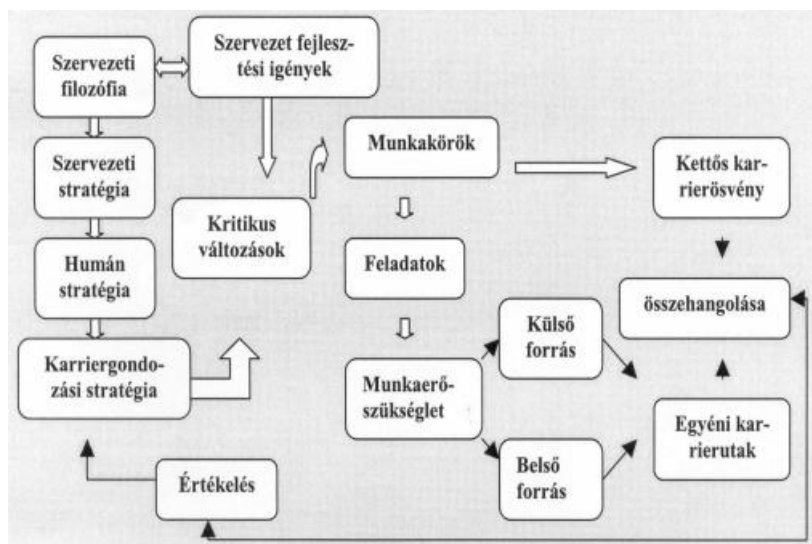 Szervezeti
filozófia
Szervezet fejlesz-
tési igények
Szervezeti
stratégia
Humán
stratégia
Karriergondo-
zási stratégia
Kritikus
változások
Munkakörök
Feladatok
Munkaerő-
szükséglet
Külső
forrás
Belső
forrás
Kettős kar-
rierösvény
összehangolása
Egyéni kar-
rierutak
Értékelés